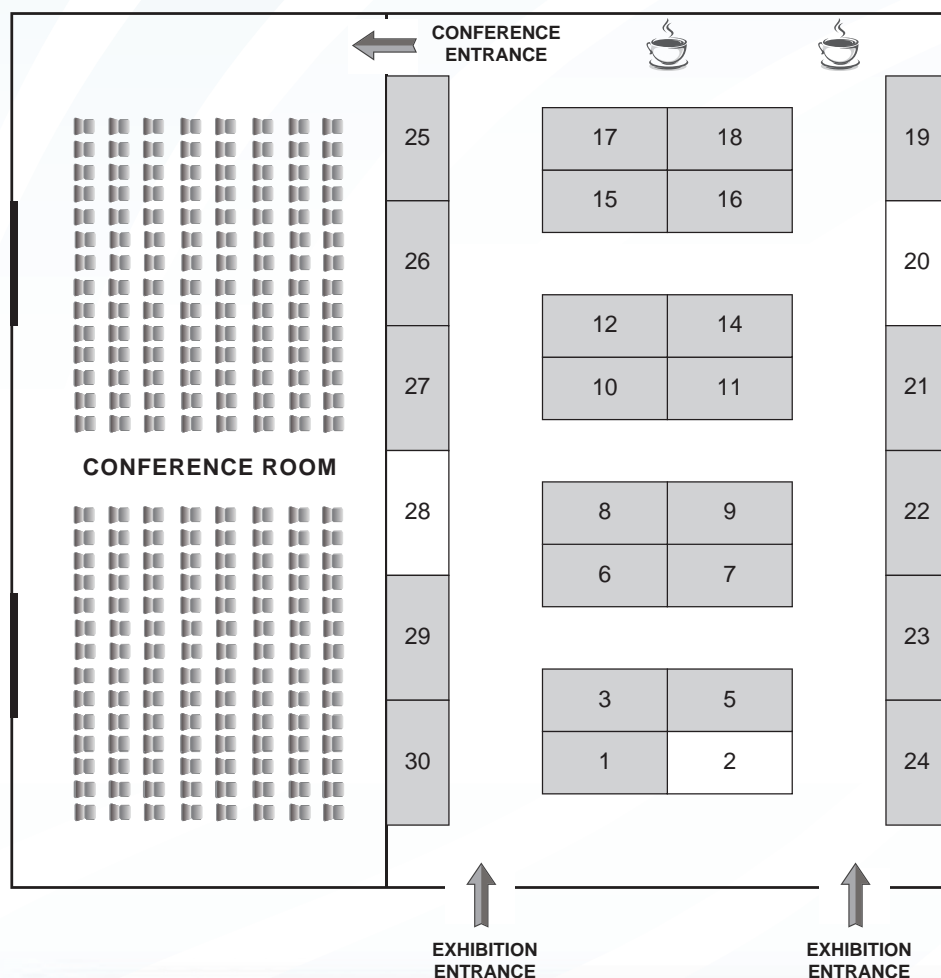 CONFERENCE
ENTRANCE
25
17 18
19
15 16
26
20
12 14
27
10 11
21
CONFERENCE ROOM
28
8 9
22
6 7
29
23
3 5
30
1 2
24
EXHIBITION
ENTRANCE
EXHIBITION
ENTRANCE